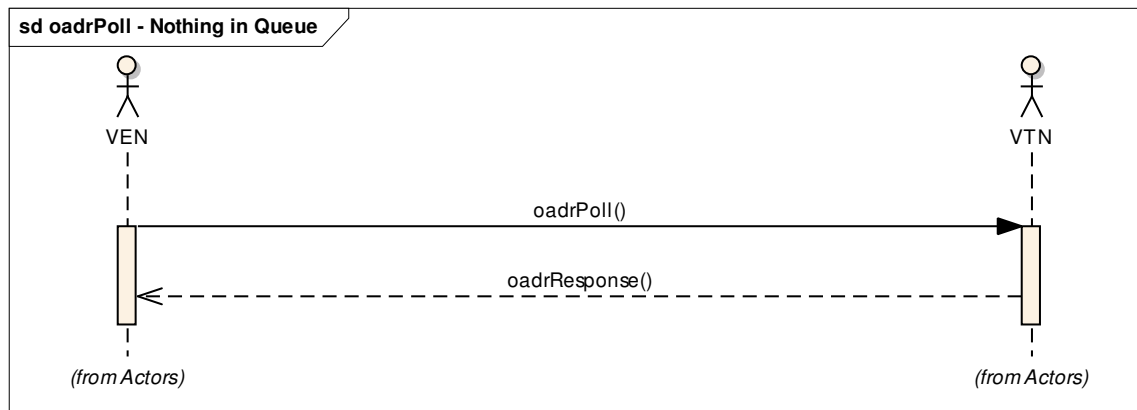 sd oadrPoll - Nothing in Queue
VEN
VTN
oadrPoll()
oadrResponse()
(from Actors)
(from Actors)